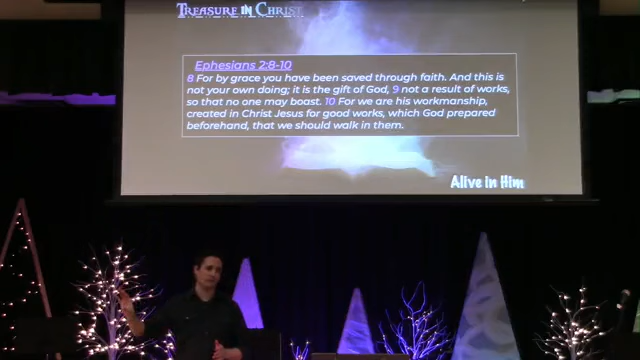 Treasure in Christ
Ephesians 2:8-10
8 For by grace you have been saved through faith. And this is
not your own doing; it is the gift of God, 9 not a result of works,
so that no one may boast. 10 For we are his workmanship,
created in Christ Jesus for good works, which God prepared
beforehand, that we should walk in them.
Alive in Him